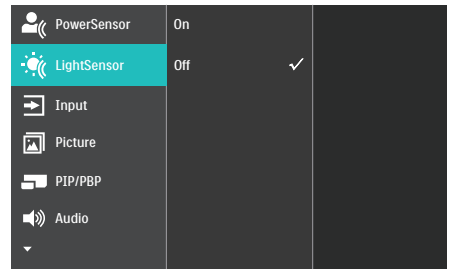 PowerSensor
On
LightSensor
Off
Input
Picture
PIP/PBP
Audio